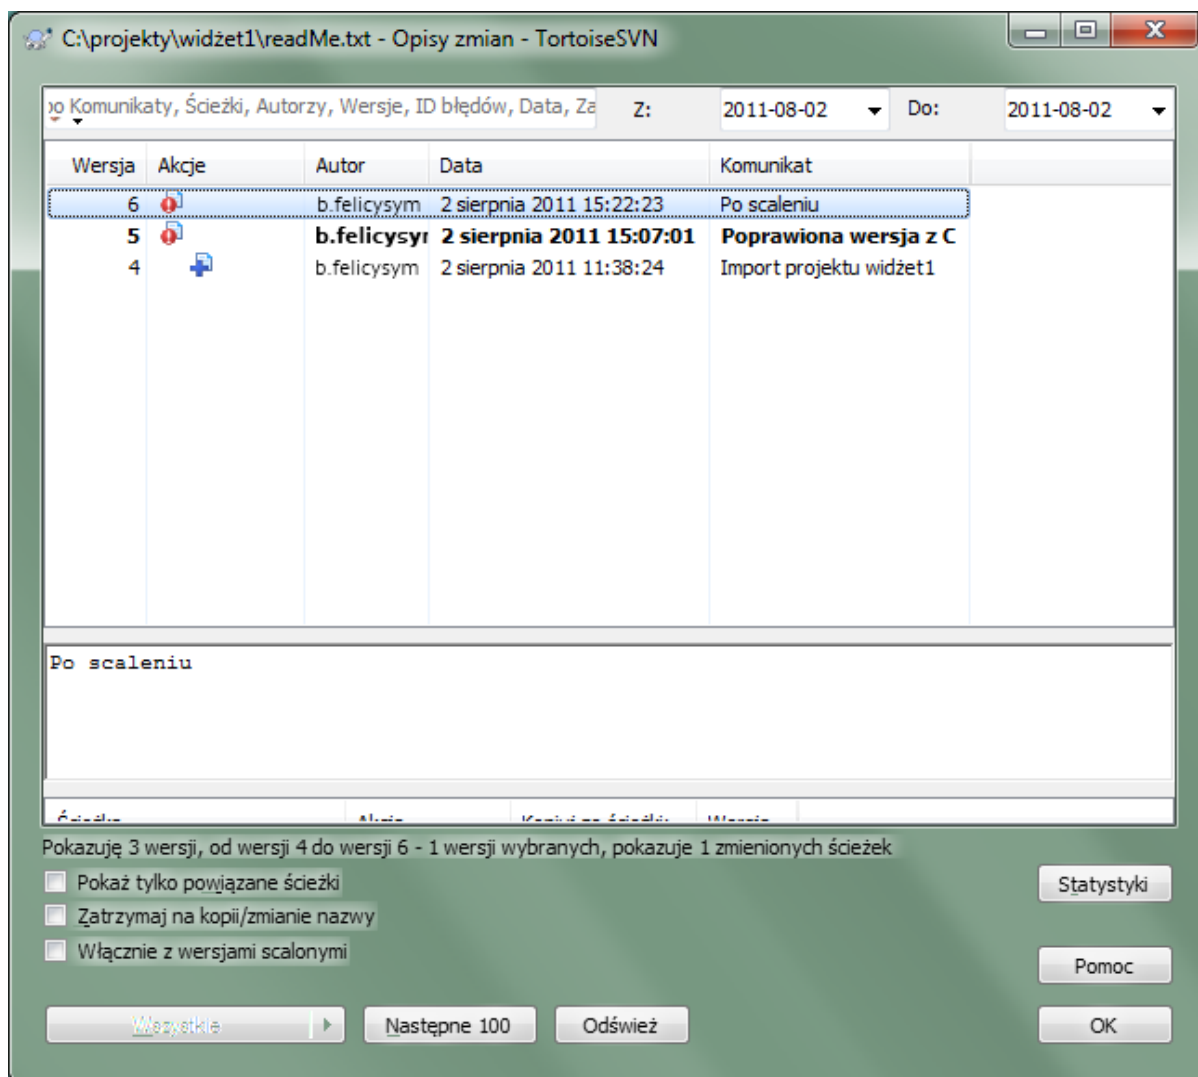 C:\projekty\widżet1\readMe.txt - Opisy zmian - TortoiseSVN
Komunikaty, Ścieżki, Autorzy, Wersje, ID błędów, Data, Za Z: 2011-08-02 Do: 2011-08-02
Wersja Akcje Autor Data Komunikat
6 b.felicysym 2 sierpnia 2011 15:22:23 Po scaleniu
5 b.felicysyr 2 sierpnia 2011 15:07:01 Poprawiona wersja z C
4 b.felicysym 2 sierpnia 2011 11:38:24 Import projektu widżet1
Po scaleniu
Pokazuję 3 wersji, od wersji 4 do wersji 6 - 1 wersji wybranych, pokazuje 1 zmienionych ścieżek
Pokaż tylko powiązane ścieżki
Statystyki
Zatrzymaj na kopii/zmianie nazwy
Włącznie z wersjami scalonymi
Pomoc
Wszystkie Następne 100 Odśwież OK